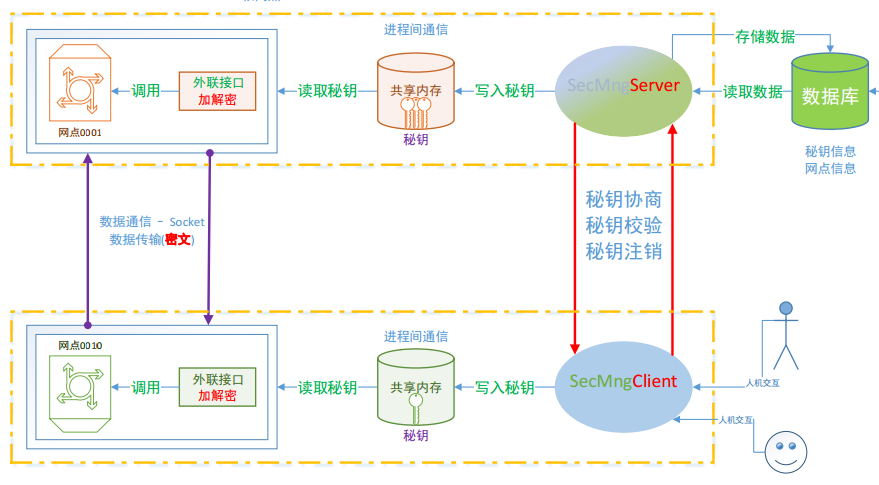 进程间通信
存储数据
外联接口
加解密
调用
读取秘钥
共享内存
写入秘钥
SecMngServer
读取数据
数据库
网点0001
秘钥
秘钥信息
网点信息
数据通信 - Socket
数据传输(密文)
秘钥协商
秘钥校验
秘钥注销
网点0010
进程间通信
外联接口
加解密
调用
读取秘钥
共享内存
写入秘钥
SecMngClient
人机交互
秘钥
人机交互